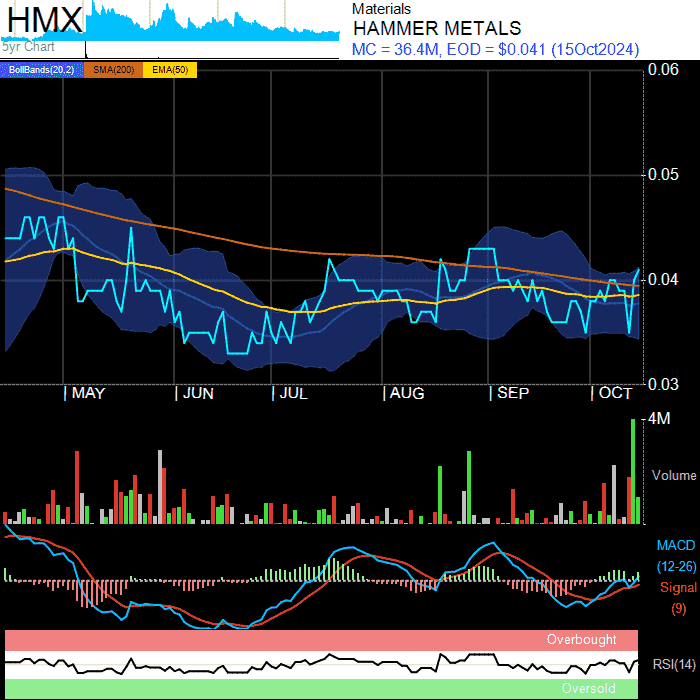 HMX
5yr Chart
Materials
HAMMER METALS
MC = 36.4M, EOD = $0.041 (15Oct2024)
BollBands(20,2) SMA(200) EMA(50)
0.06
0.05
0.04
0.03
MAY JUN JUL AUG SEP OCT
4M
Volume
MACD
(12-26)
Signal
(9)
Overbought
RSI(14)
Oversold